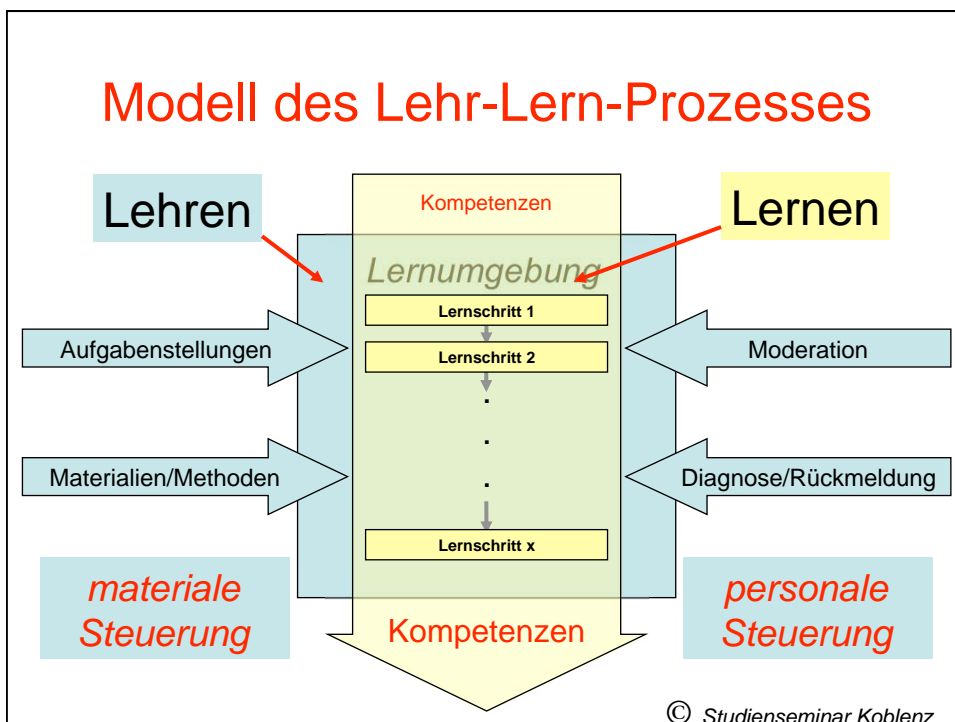 Modell des Lehr-Lern-Prozesses
Lehren
Kompetenzen
Lernen
Lernumgebung
Lernschritt 1
Aufgabenstellungen
Lernschritt 2
Moderation
.
.
.
Materialien/Methoden
Diagnose/Rückmeldung
Lernschritt x
materiale
Steuerung
Kompetenzen
personale
Steuerung
© Studienseminar Koblenz